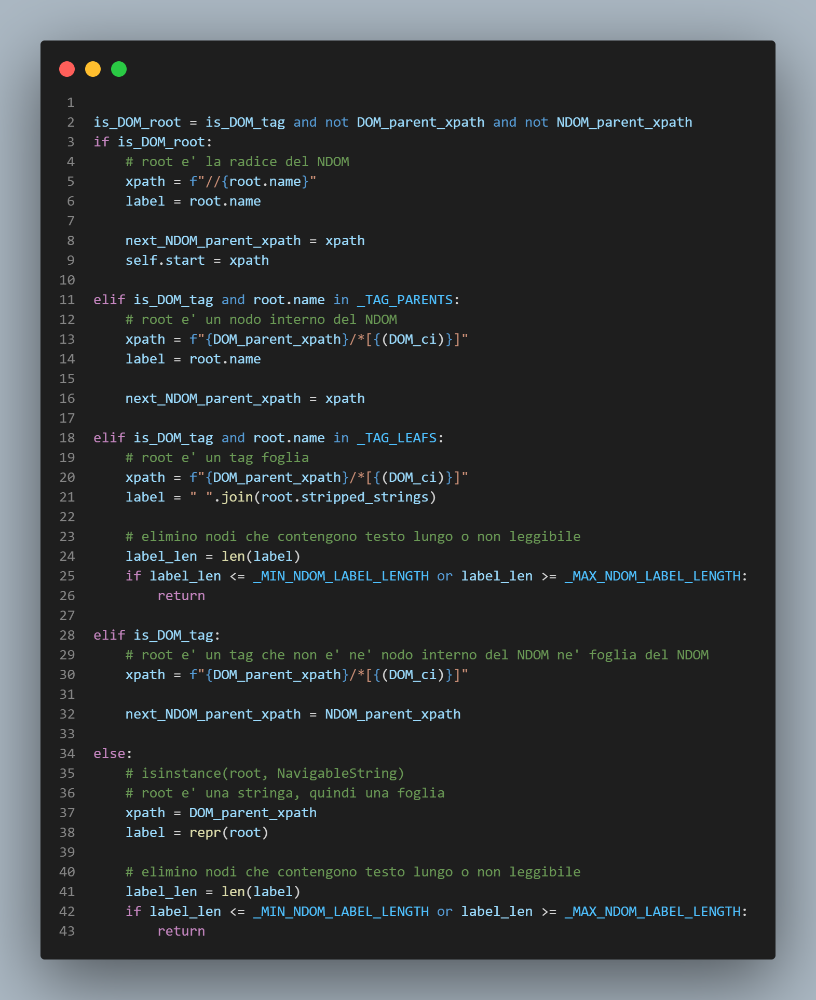 1
2 is_DOM_root = is_DOM_tag and not DOM_parent_xpath and not NDOM_parent_xpath
3 if is_DOM_root:
4     # root e' la radice del NDOM
5     xpath = f"//{root.name}"
6     label = root.name
7
8     next_NDOM_parent_xpath = xpath
9     self.start = xpath
10
11 elif is_DOM_tag and root.name in _TAG_PARENTS:
12     # root e' un nodo interno del NDOM
13     xpath = f"{DOM_parent_xpath}/*[{(DOM_ci)}]"
14     label = root.name
15
16     next_NDOM_parent_xpath = xpath
17
18 elif is_DOM_tag and root.name in _TAG_LEAFS:
19     # root e' un tag foglia
20     xpath = f"{DOM_parent_xpath}/*[{(DOM_ci)}]"
21     label = " ".join(root.stripped_strings)
22
23     # elimino nodi che contengono testo lungo o non leggibile
24     label_len = len(label)
25     if label_len <= _MIN_NDOM_LABEL_LENGTH or label_len >= _MAX_NDOM_LABEL_LENGTH:
26         return
27
28 elif is_DOM_tag:
29     # root e' un tag che non e' ne' nodo interno del NDOM ne' foglia del NDOM
30     xpath = f"{DOM_parent_xpath}/*[{(DOM_ci)}]"
31
32     next_NDOM_parent_xpath = NDOM_parent_xpath
33
34 else:
35     # isinstance(root, NavigableString)
36     # root e' una stringa, quindi una foglia
37     xpath = DOM_parent_xpath
38     label = repr(root)
39
40     # elimino nodi che contengono testo lungo o non leggibile
41     label_len = len(label)
42     if label_len <= _MIN_NDOM_LABEL_LENGTH or label_len >= _MAX_NDOM_LABEL_LENGTH:
43         return